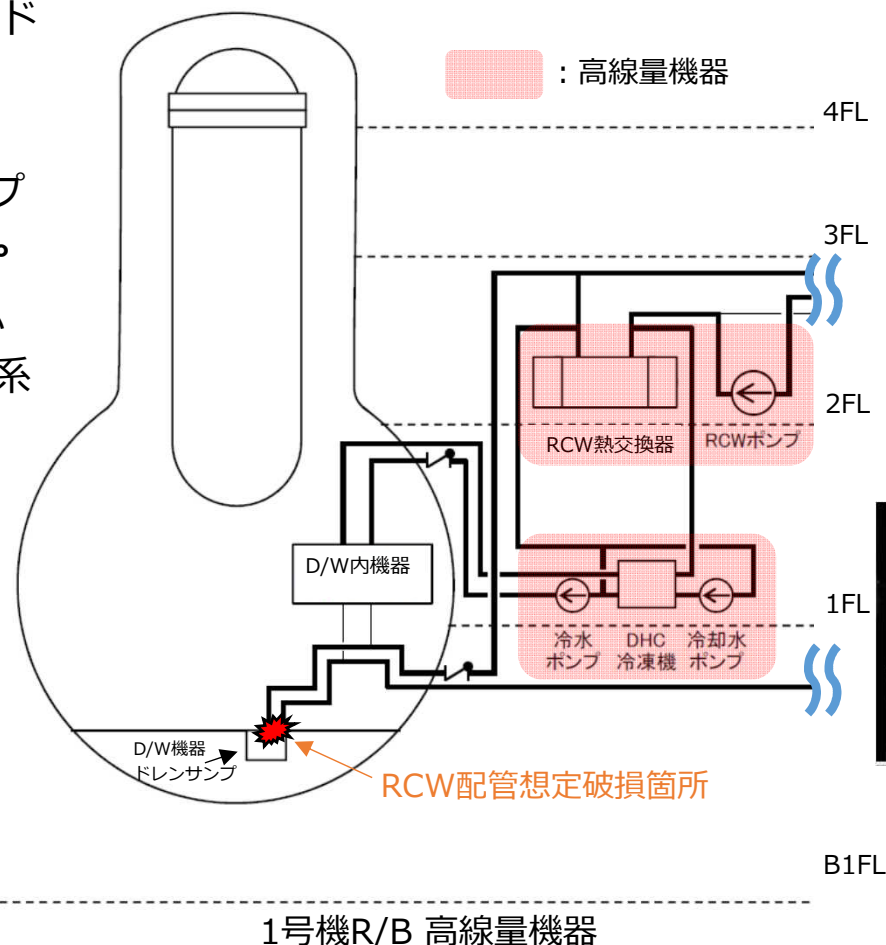 ド
プ
系
：高線量機器
4FL
3FL
2FL
RCW熱交換器
RCWポンプ
D/W内機器
1FL
冷水
ポンプ
DHC
冷凍機
冷却水
ポンプ
D/W機器
ドレンサンプ
RCW配管想定破損箇所
B1FL
1号機R/B 高線量機器